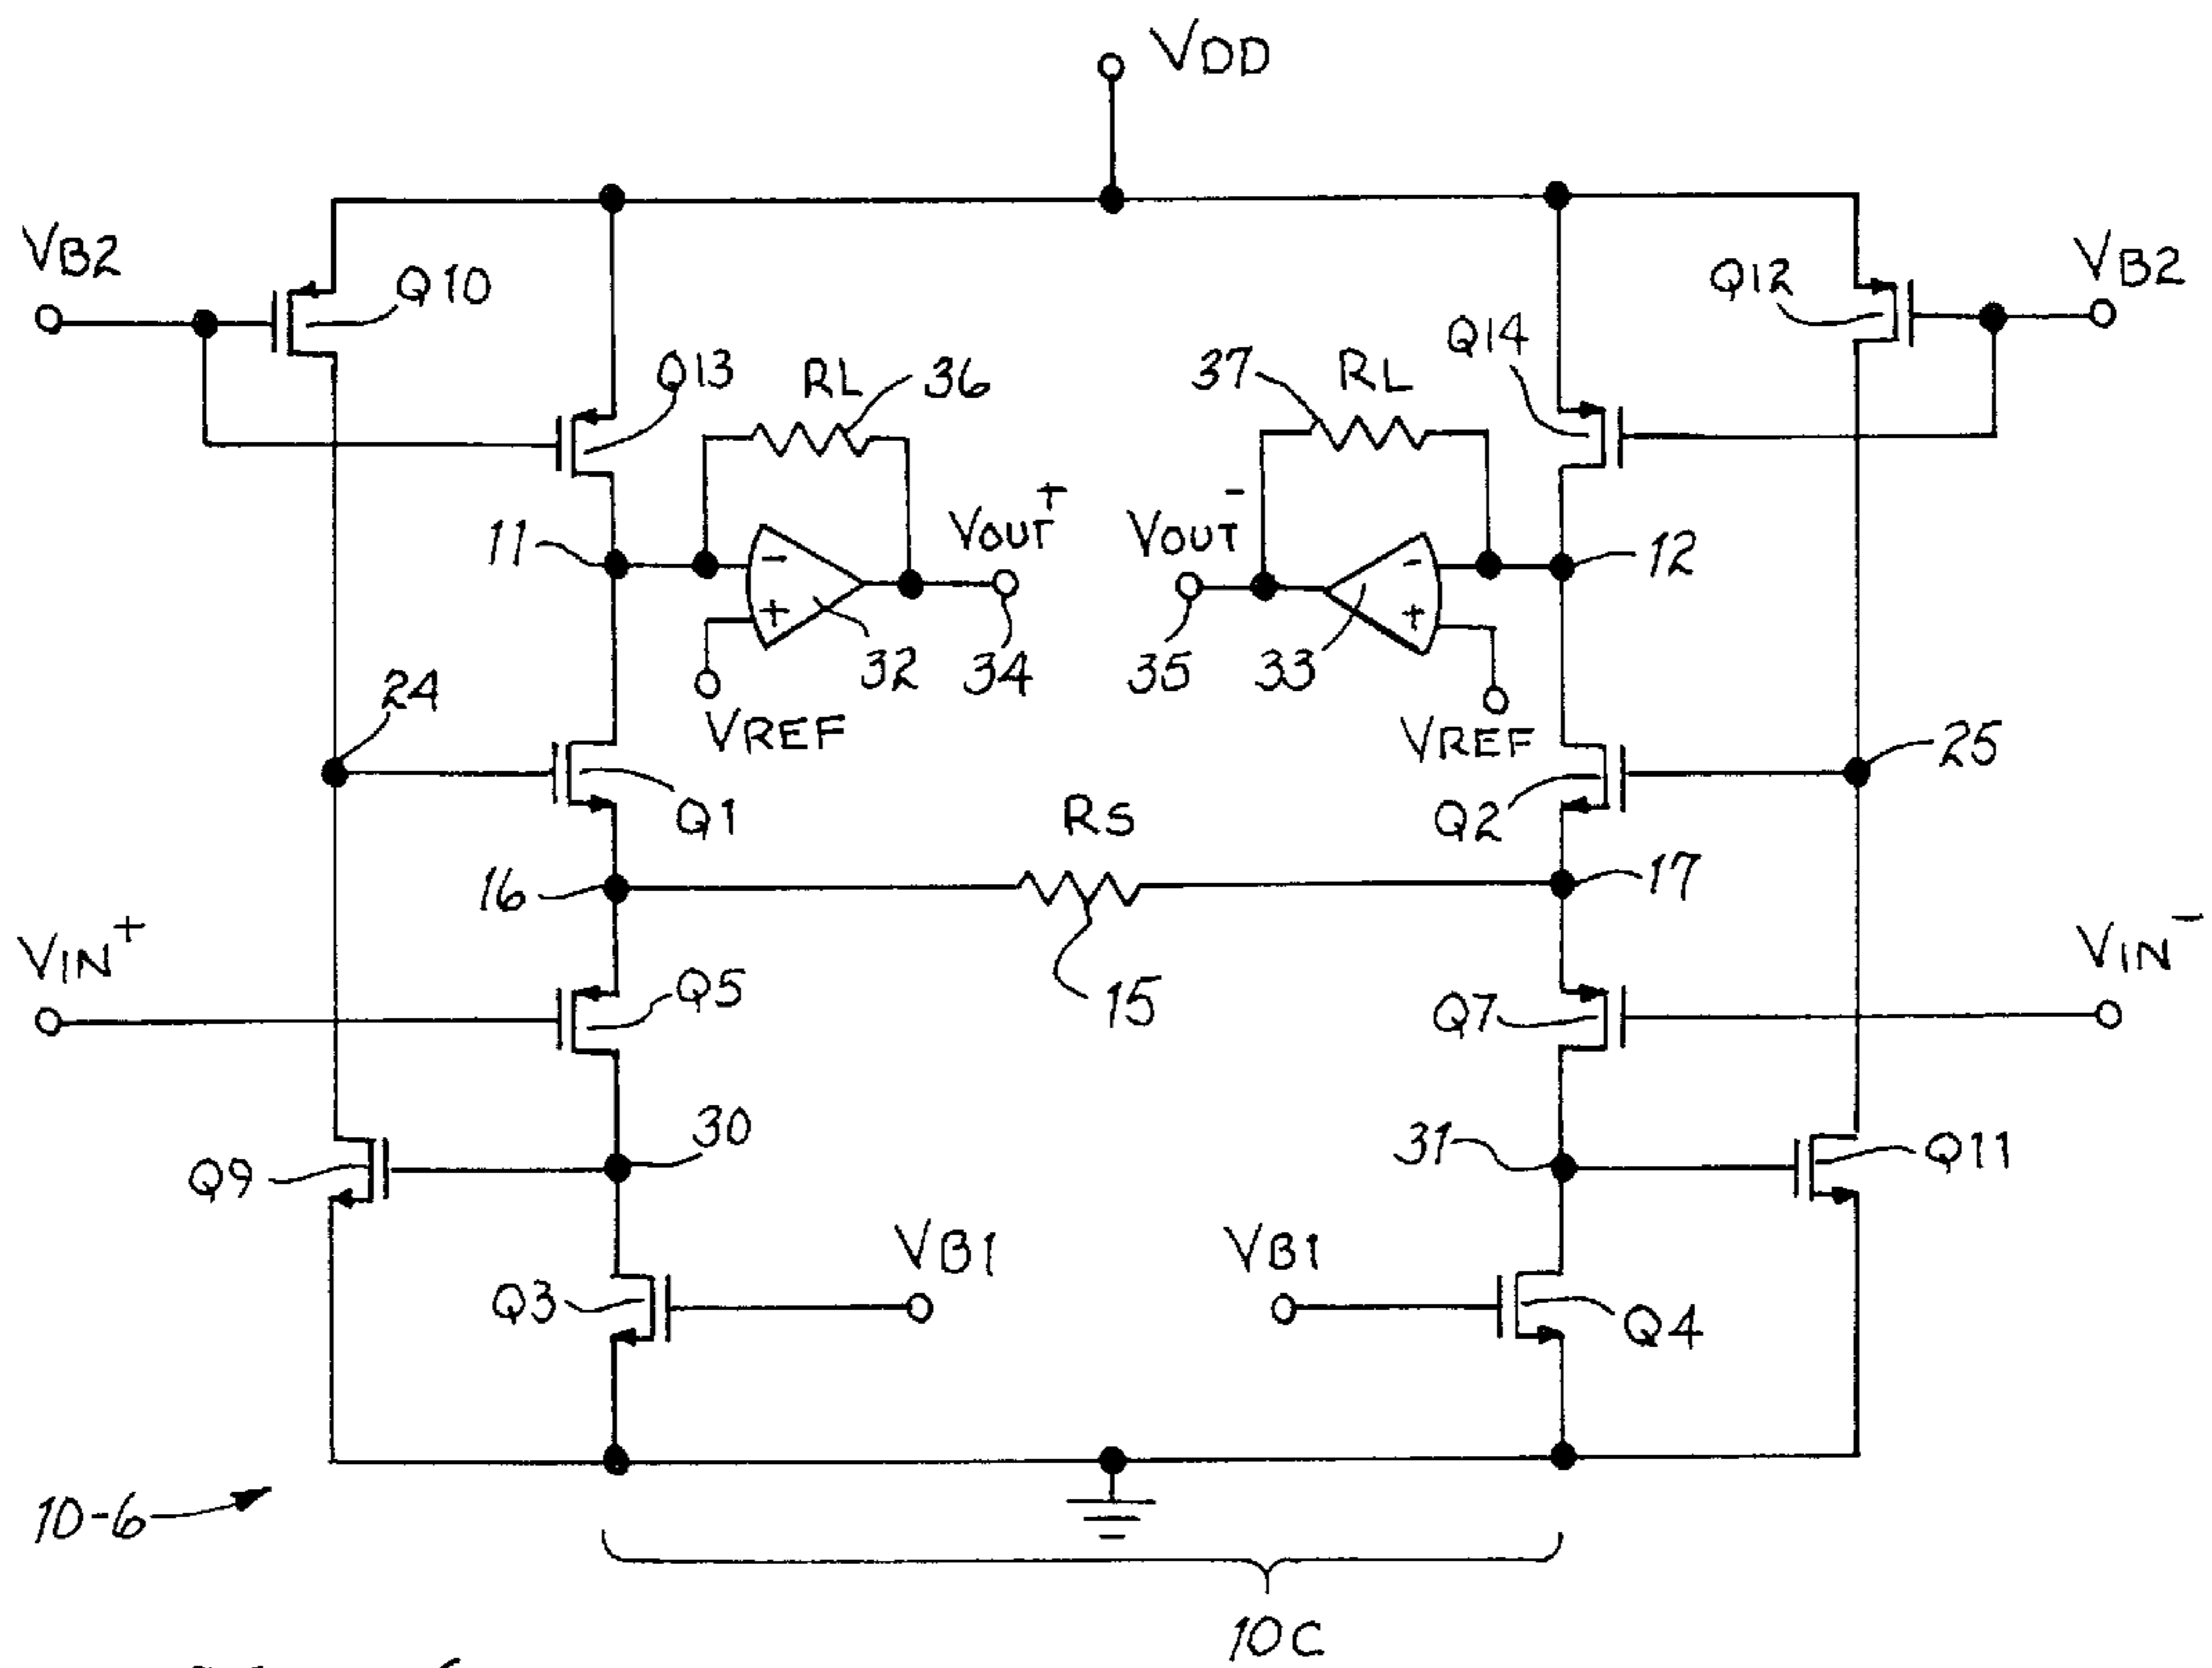 VDD
VB2
Q10
Q12
VB2
Q13
RL
36
37
RL
Q14
11
VOUT+
VOUT-
12
-
+
-
+
24
32
34
35
33
VREF
VREF
25
Q1
RS
Q2
16
17
VIN+
VIN-
Q5
15
Q7
30
31
Q9
Q11
VB1
VB1
Q3
Q4
10-6
10C